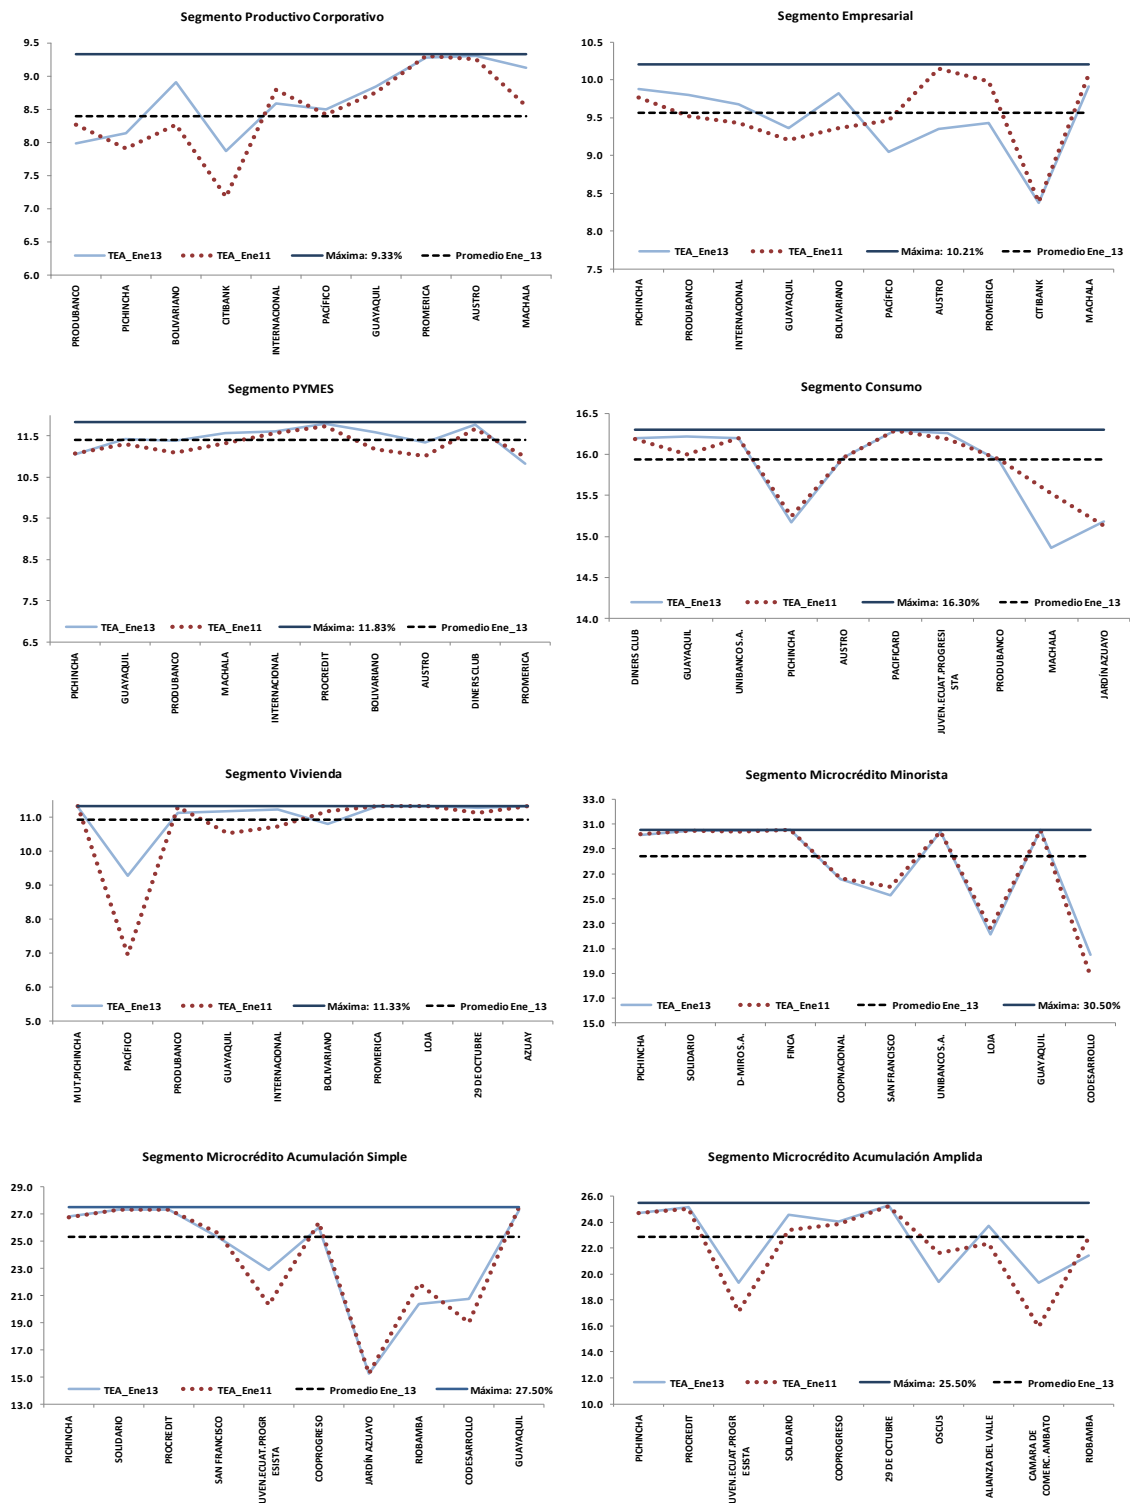 Segmento Productivo Corporativo
9.5
9.0
8.5
8.0
7.5
7.0
6.5
6.0
TEA_Ene13 TEA_Ene11 Máxima: 9.33% Promedio Ene_13
PRODUBANCO
PICHINCHA
BOLIVARIANO
CITIBANK
INTERNACIONAL
PACÍFICO
GUAYAQUIL
PROMERICA
AUSTRO
MACHALA
Segmento Empresarial
10.5
10.0
9.5
9.0
8.5
8.0
7.5
TEA_Ene13 TEA_Ene11 Máxima: 10.21% Promedio Ene_13
PICHINCHA
PRODUBANCO
INTERNACIONAL
GUAYAQUIL
BOLIVARIANO
PACÍFICO
AUSTRO
PROMERICA
CITIBANK
MACHALA
Segmento PYMES
11.5
10.5
9.5
8.5
7.5
6.5
TEA_Ene13 TEA_Ene11 Máxima: 11.83% Promedio Ene_13
PICHINCHA
GUAYAQUIL
PRODUBANCO
MACHALA
INTERNACIONAL
PROCREDIT
BOLIVARIANO
AUSTRO
DINERS CLUB
PROMERICA
Segmento Consumo
16.5
16.0
15.5
15.0
14.5
14.0
TEA_Ene13 TEA_Ene11 Máxima: 16.30% Promedio Ene_13
DINERS CLUB
GUAYAQUIL
UNIBANCO S.A.
PICHINCHA
AUSTRO
PACIFICARD
JUVEN.ECUAT.PROGRESI
STA
PRODUBANCO
MACHALA
JARDÍN AZUAYO
Segmento Vivienda
11.0
10.0
9.0
8.0
7.0
6.0
5.0
TEA_Ene13 TEA_Ene11 Máxima: 11.33% Promedio Ene_13
MUT.PICHINCHA
PACÍFICO
PRODUBANCO
GUAYAQUIL
INTERNACIONAL
BOLIVARIANO
PROMERICA
LOJA
29 DE OCTUBRE
AZUAY
Segmento Microcrédito Minorista
33.0
31.0
29.0
27.0
25.0
23.0
21.0
19.0
17.0
15.0
TEA_Ene13 TEA_Ene11 Promedio Ene_13 Máxima: 30.50%
PICHINCHA
SOLIDARIO
D-MIRO S.A.
FINCA
COOPNACIONAL
SAN FRANCISCO
UNIBANCO S.A.
LOJA
GUAYAQUIL
CODESARROLLO
Segmento Microcrédito Acumulación Simple
29.0
27.0
25.0
23.0
21.0
19.0
17.0
15.0
13.0
TEA_Ene13 TEA_Ene11 Promedio Ene_13 Máxima: 27.50%
PICHINCHA
SOLIDARIO
PROCREDIT
SAN FRANCISCO
UVEN.ECUAT.PROGR
ESISTA
COOPROGRESO
JARDÍN AZUAYO
RIOBAMBA
CODESARROLLO
GUAYAQUIL
Segmento Microcrédito Acumulación Amplida
26.0
24.0
22.0
20.0
18.0
16.0
14.0
12.0
10.0
TEA_Ene13 TEA_Ene11 Máxima: 25.50% Promedio Ene_13
PICHINCHA
PROCREDIT
UVEN.ECUAT.PROGR
ESISTA
SOLIDARIO
COOPROGRESO
29 DE OCTUBRE
OSCUS
ALIANZA DEL VALLE
CAMARA DE
COMERC. AMBATO
RIOBAMBA